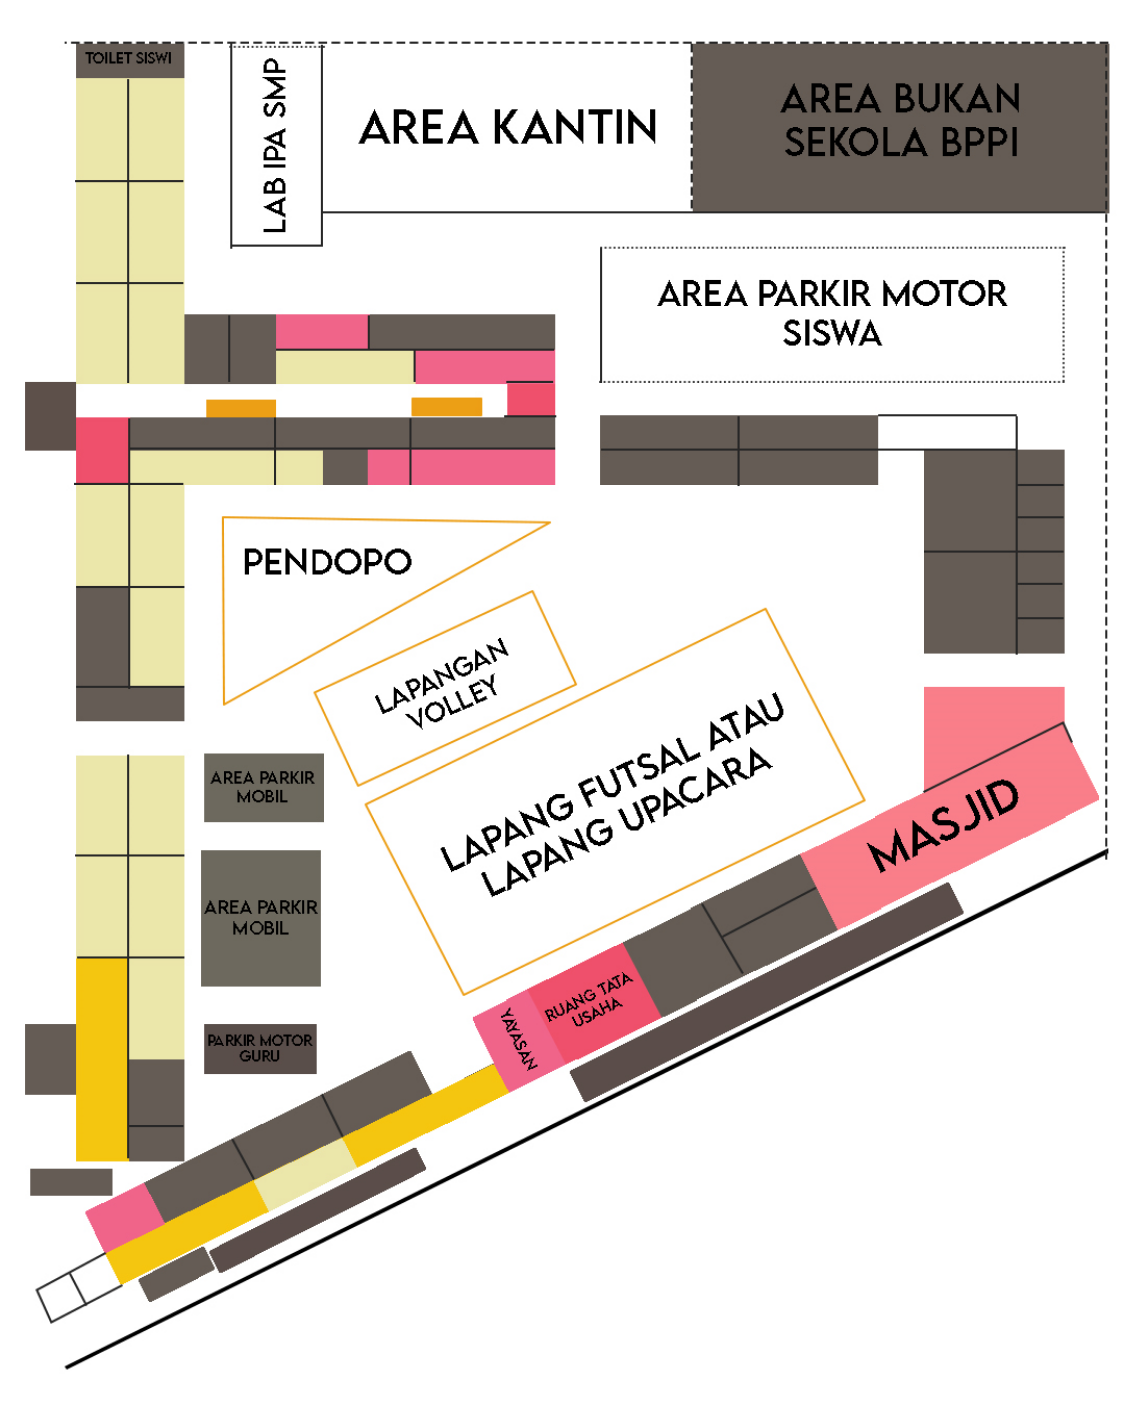 TOILET SISWI
LAB IPA SMP
AREA KANTIN
AREA BUKAN
SEKOLA BPPI
AREA PARKIR MOTOR
SISWA
PENDOPO
LAPANGAN
VOLLEY
LAPANG FUTSAL ATAU
LAPANG UPACARA
AREA PARKIR
MOBIL
AREA PARKIR
MOBIL
MASJID
RUANG TATA
USAHA
YAYASAN
PARKIR MOTOR
GURU